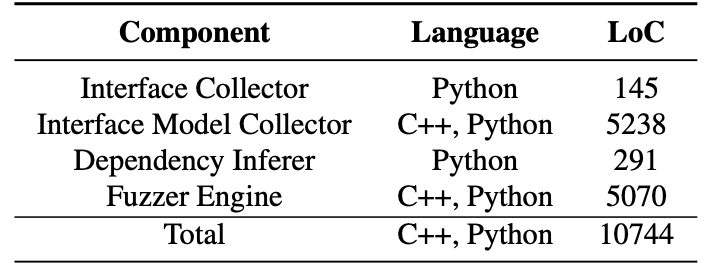 Component Language LoC
Interface Collector Python 145
Interface Model Collector C++, Python 5238
Dependency Inferer Python 291
Fuzzer Engine C++, Python 5070
Total C++, Python 10744